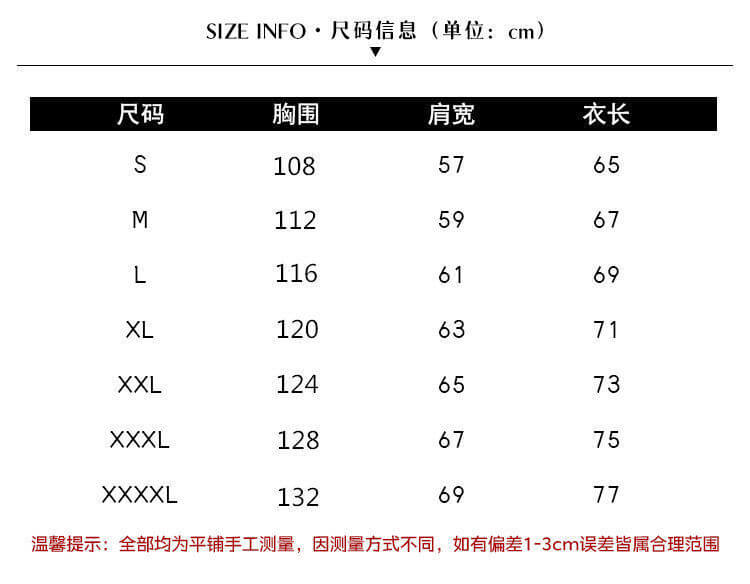 SIZE INFO·尺码信息（单位：cm）
尺码 胸围 肩宽 衣长
S 108 57 65
M 112 59 67
L 116 61 69
XL 120 63 71
XXL 124 65 73
XXXL 128 67 75
XXXXL 132 69 77
温馨提示：全部均为平铺手工测量，因测量方式不同，如有偏差1-3cm误差皆属合理范围